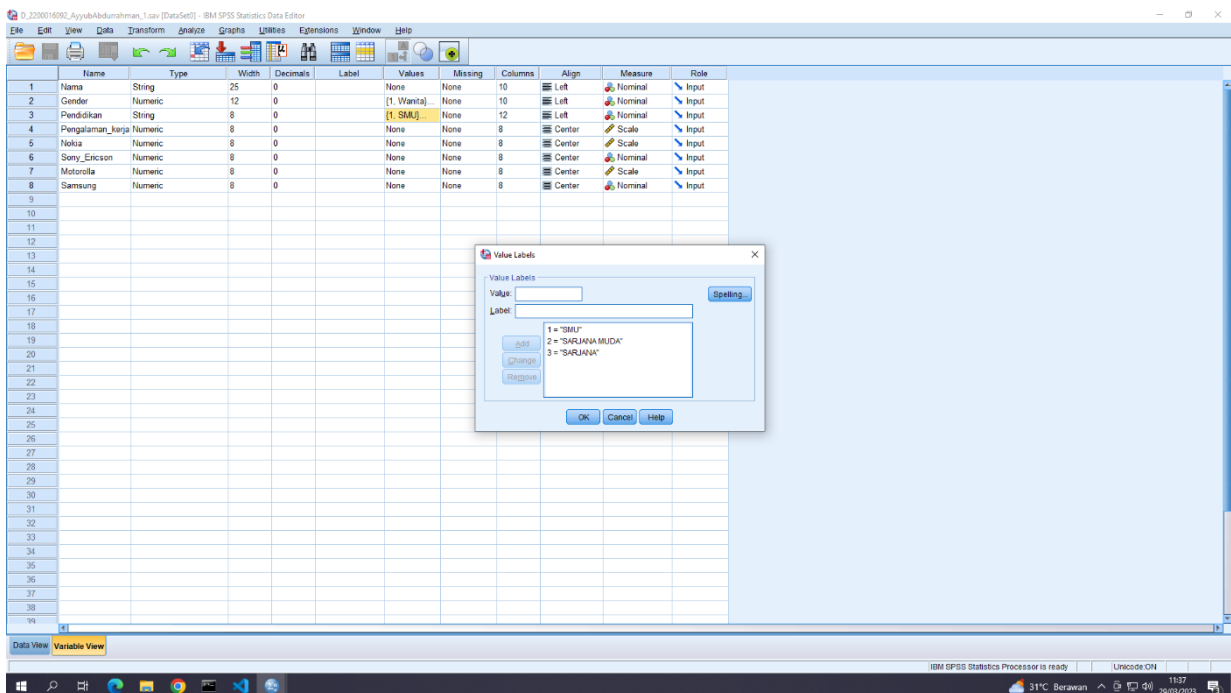 D_2200016092_AyyubAbdurrahman_1.sav [DataSet0] - IBM SPSS Statistics Data Editor
File Edit View Data Transform Analyze Graphs Utilities Extensions Window Help
Name Type Width Decimals Label Values Missing Columns Align Measure Role
1 Nama String 25 0 None None 10 Left Nominal Input
2 Gender Numeric 12 0 {1, Wanita}... None 10 Left Nominal Input
3 Pendidikan String 8 0 {1, SMU}... None 12 Left Nominal Input
4 Pengalaman_kerja Numeric 8 0 None None 8 Center Scale Input
5 Nokia Numeric 8 0 None None 8 Center Scale Input
6 Sony_Ericson Numeric 8 0 None None 8 Center Nominal Input
7 Motorolla Numeric 8 0 None None 8 Center Scale Input
8 Samsung Numeric 8 0 None None 8 Center Nominal Input
9
10
11
12
13
14
15
16
17
18
19
20
21
22
23
24
25
26
27
28
29
30
31
32
33
34
35
36
37
38
39
Value Labels
Value Labels
Value:
Spelling...
Label:
1 = "SMU"
2 = "SARJANA MUDA"
3 = "SARJANA"
Add
Change
Remove
OK Cancel Help
Data View Variable View
IBM SPSS Statistics Processor is ready Unicode:ON
31°C Berawan
11:37
29/03/2023